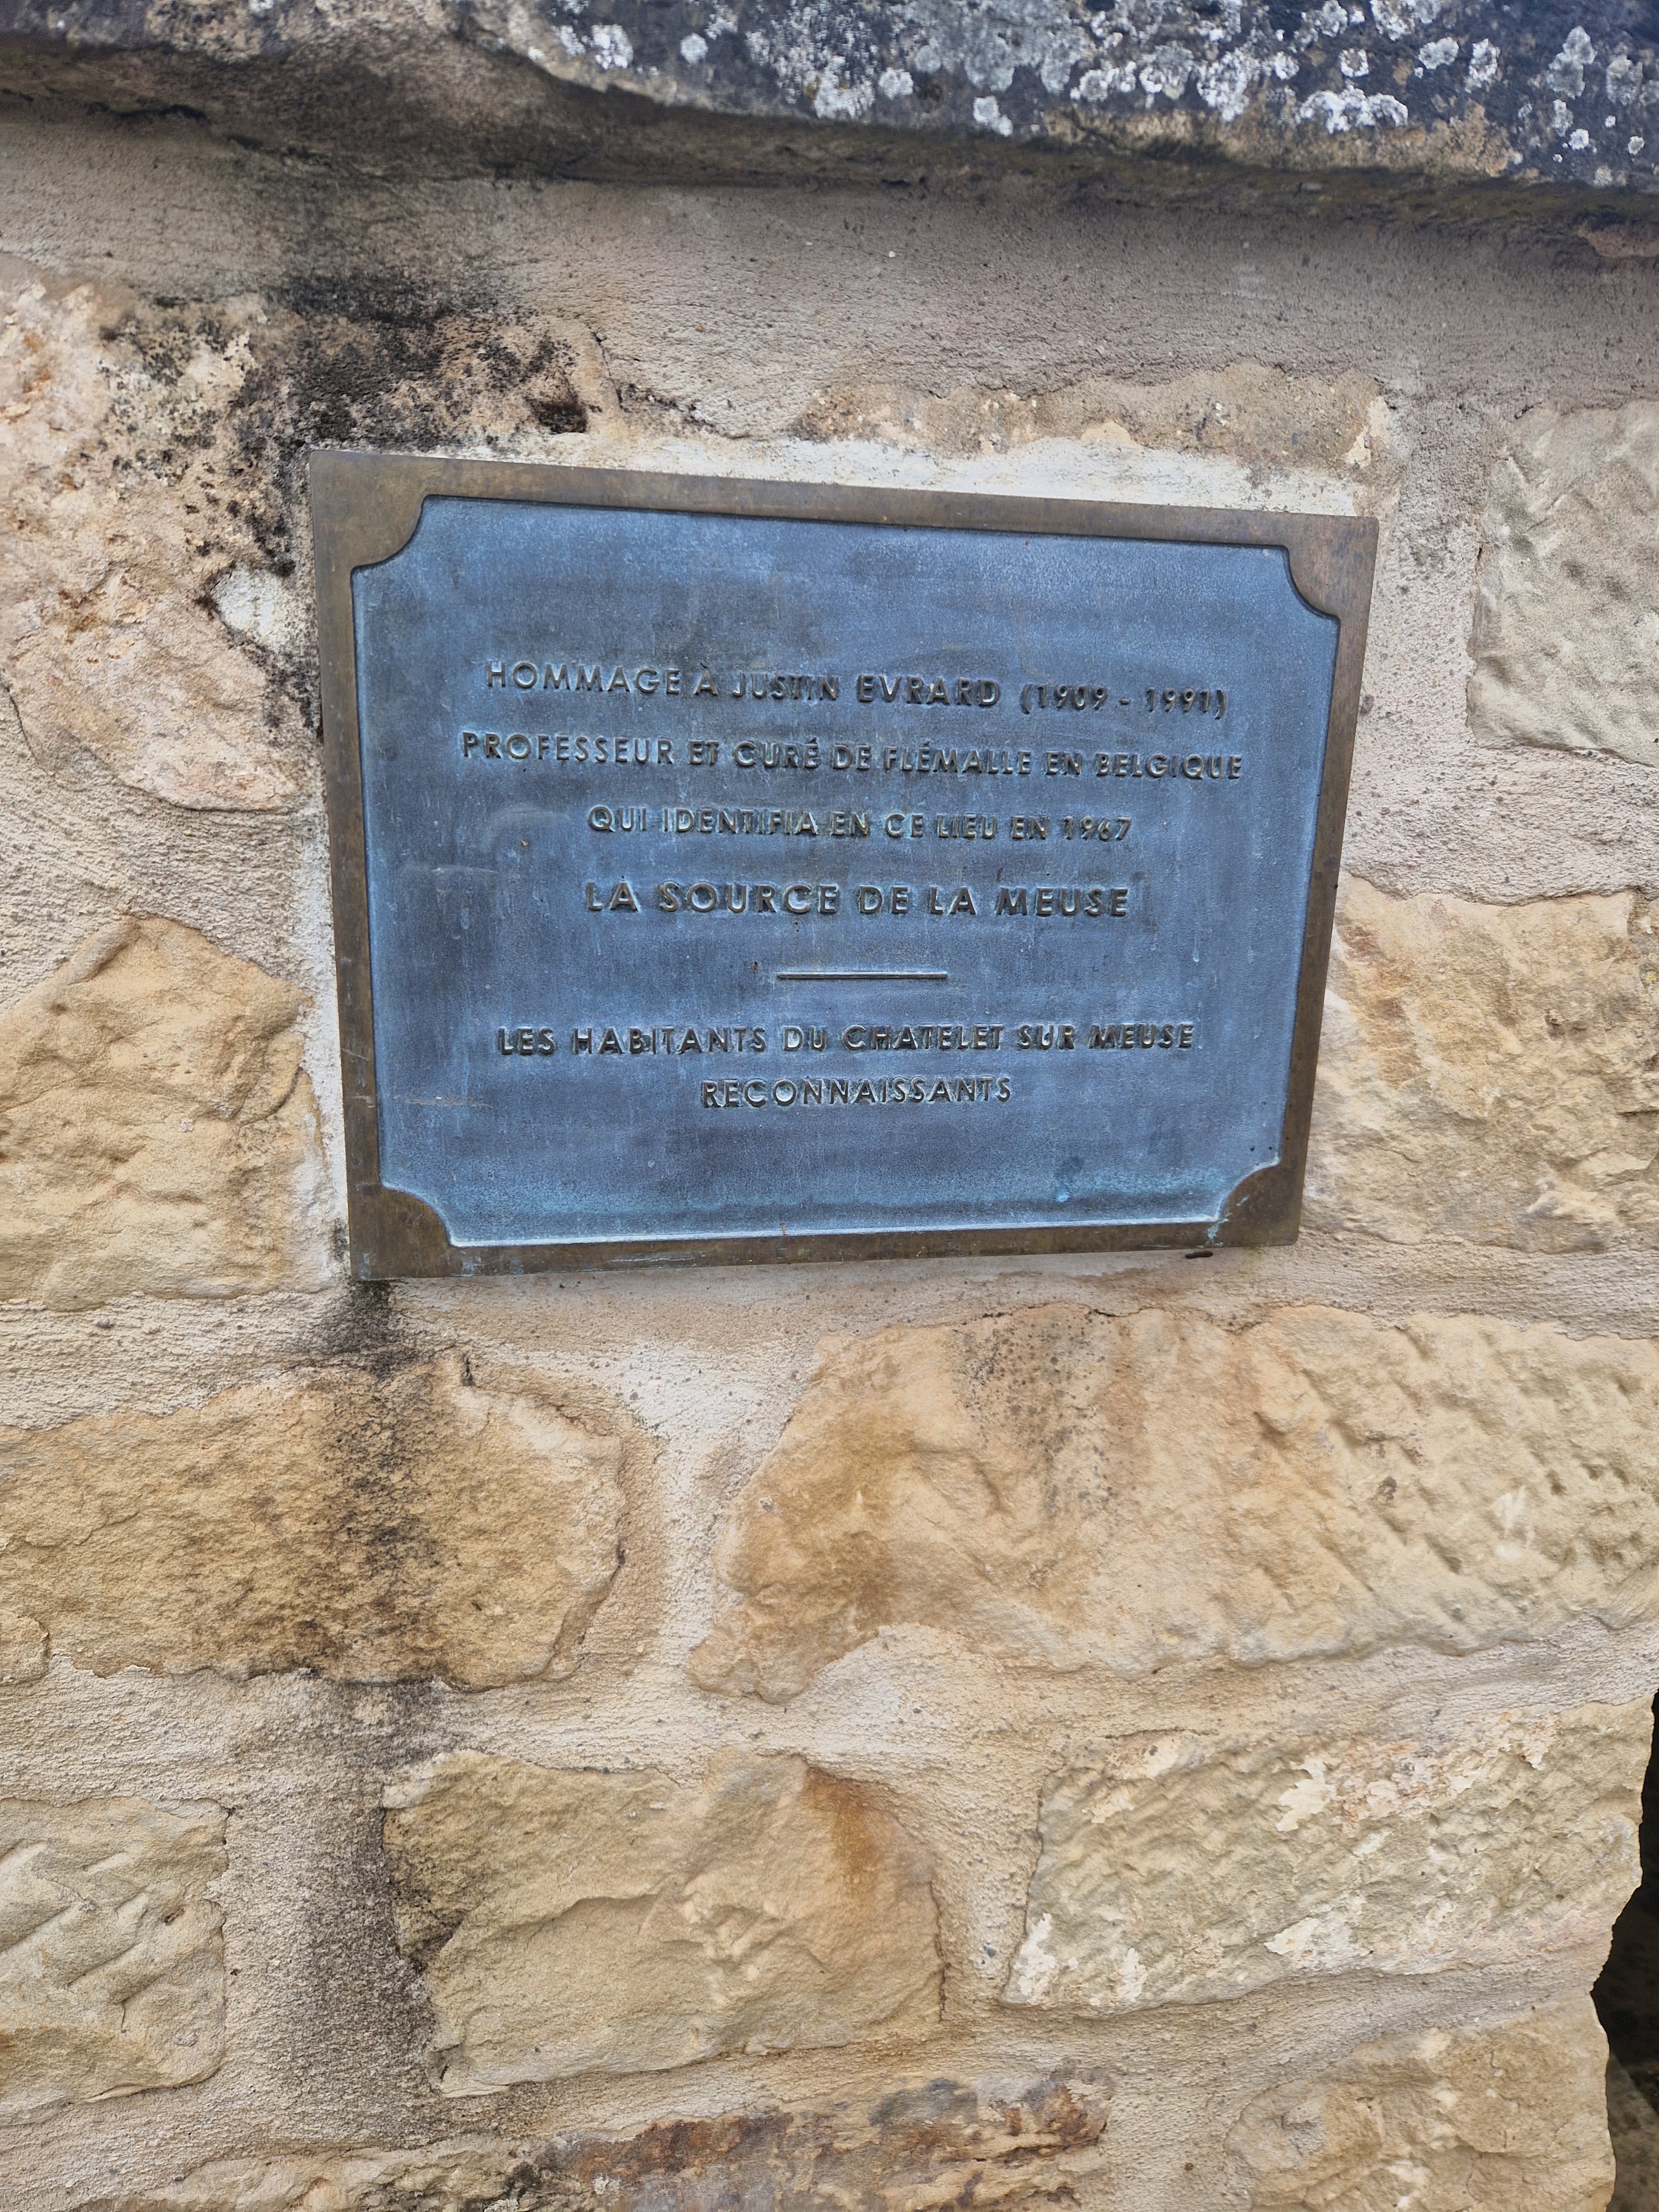 HOMMAGE À JUSTIN EVRARD (1909 - 1991)
PROFESSEUR ET CURÉ DE FLÉMALLE EN BELGIQUE
QUI IDENTIFIA EN CE LIEU EN 1967
LA SOURCE DE LA MEUSE
LES HABITANTS DU CHATELET SUR MEUSE
RECONNAISSANTS